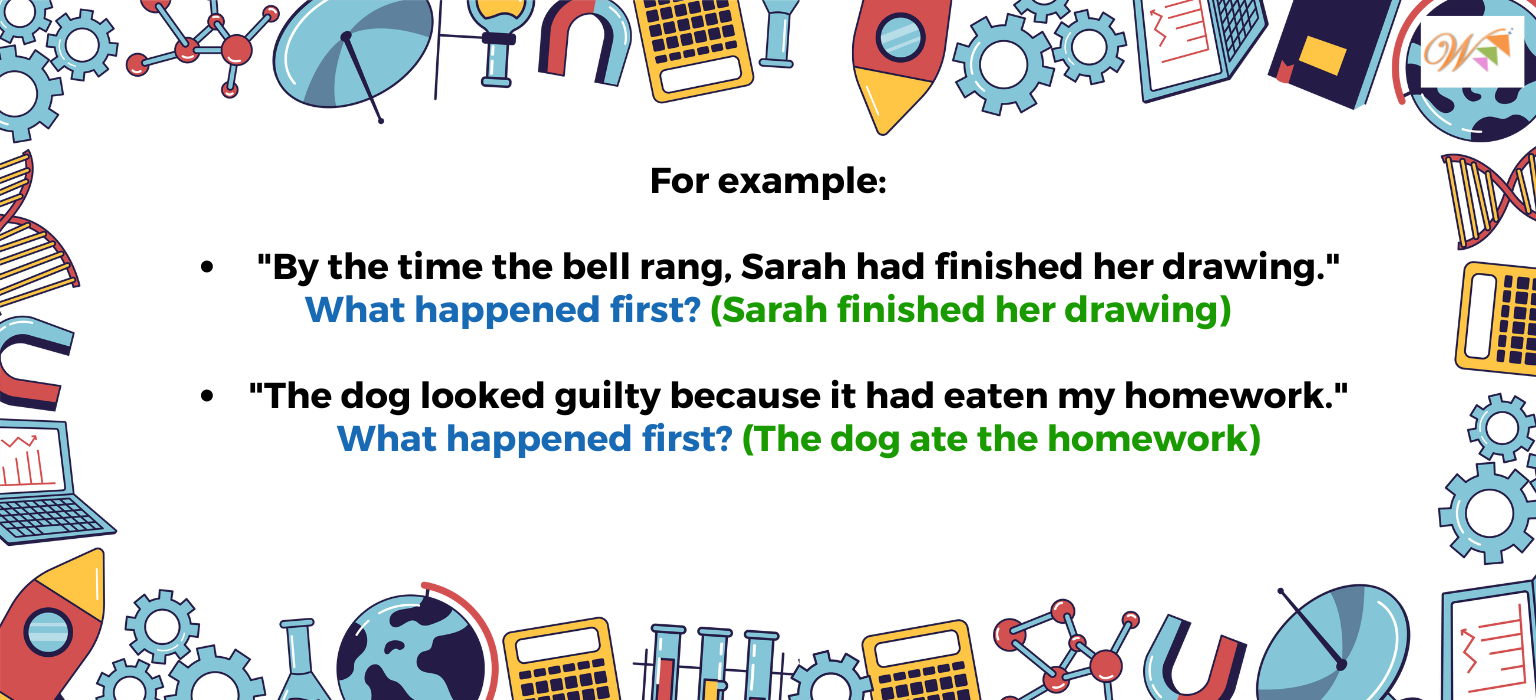 W
For example:
• "By the time the bell rang, Sarah had finished her drawing."
What happened first? (Sarah finished her drawing)
• "The dog looked guilty because it had eaten my homework."
What happened first? (The dog ate the homework)